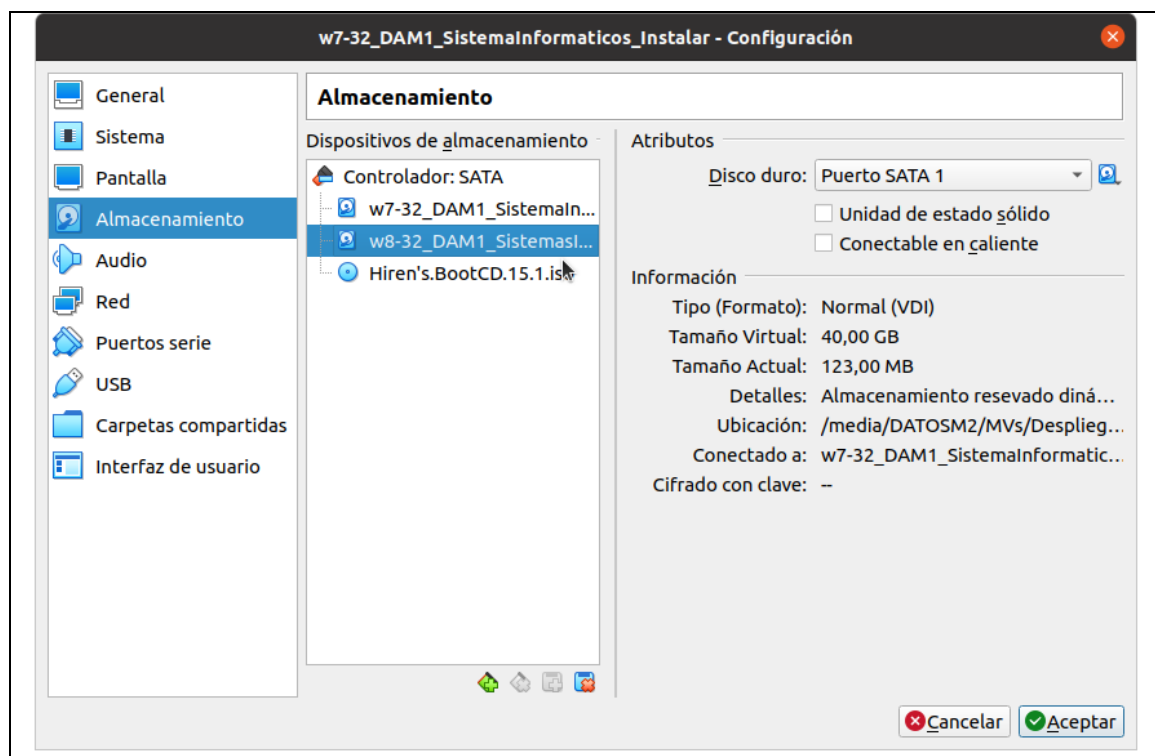 w7-32_DAM1_SistemaInformaticos_Instalar - Configuración
General
Sistema
Pantalla
Almacenamiento
Audio
Red
Puertos serie
USB
Carpetas compartidas
Interfaz de usuario
Almacenamiento
Dispositivos de almacenamiento
Controlador: SATA
w7-32_DAM1_SistemaIn...
w8-32_DAM1_SistemasI...
Hiren's.BootCD.15.1.iso
Atributos
Disco duro: Puerto SATA 1
Unidad de estado sólido
Conectable en caliente
Información
Tipo (Formato): Normal (VDI)
Tamaño Virtual: 40,00 GB
Tamaño Actual: 123,00 MB
Detalles: Almacenamiento resevado diná...
Ubicación: /media/DATOSM2/MVs/Desplieg...
Conectado a: w7-32_DAM1_SistemaInformatic...
Cifrado con clave: --
Cancelar Aceptar